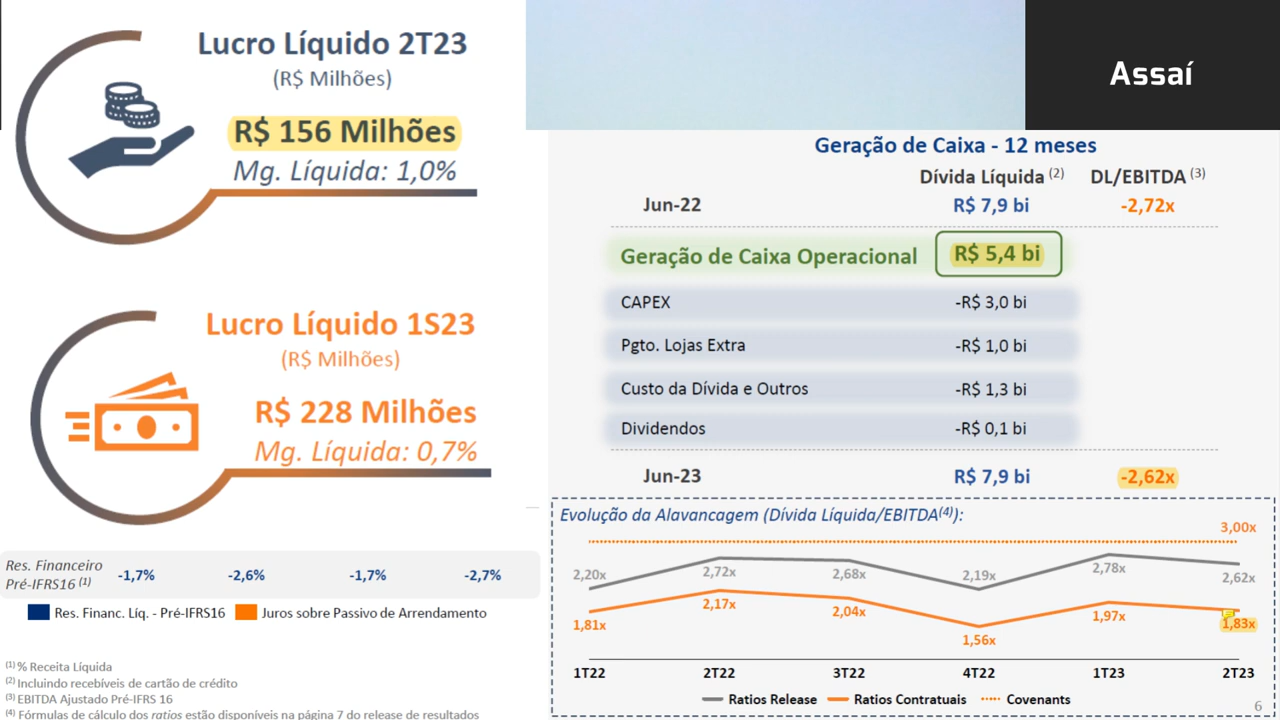 Lucro Líquido 2T23
(R$ Milhões)
R$ 156 Milhões
Mg. Líquida: 1,0%
Lucro Líquido 1S23
(R$ Milhões)
R$ 228 Milhões
Mg. Líquida: 0,7%
Res. Financeiro
Pré-IFRS16 (1) -1,7% -2,6% -1,7% -2,7%
Res. Financ. Líq. - Pré-IFRS16 Juros sobre Passivo de Arrendamento
(1) % Receita Líquida
(2) Incluindo recebíveis de cartão de crédito
(3) EBITDA Ajustado Pré-IFRS 16
(4) Fórmulas de cálculo dos ratios estão disponíveis na página 7 do release de resultados
Assaí
Geração de Caixa - 12 meses
Dívida Líquida (2) DL/EBITDA (3)
Jun-22 R$ 7,9 bi -2,72x
Geração de Caixa Operacional R$ 5,4 bi
CAPEX -R$ 3,0 bi
Pgto. Lojas Extra -R$ 1,0 bi
Custo da Dívida e Outros -R$ 1,3 bi
Dividendos -R$ 0,1 bi
Jun-23 R$ 7,9 bi -2,62x
Evolução da Alavancagem (Dívida Líquida/EBITDA(4)):
3,00x
2,20x 2,72x 2,68x 2,19x 2,78x 2,62x
1,81x 2,17x 2,04x 1,56x 1,97x 1,83x
1T22 2T22 3T22 4T22 1T23 2T23
Ratios Release Ratios Contratuais Covenants
6